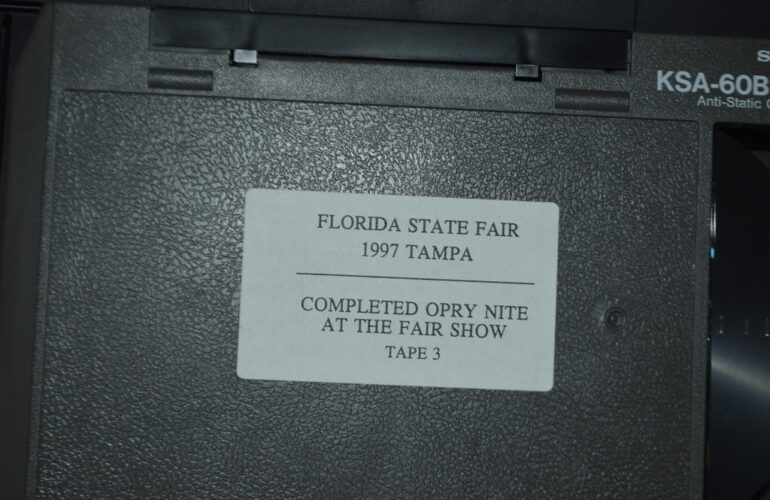 KSA-60B
Anti-Static
FLORIDA STATE FAIR
1997 TAMPA
COMPLETED OPRY NITE
AT THE FAIR SHOW
TAPE 3